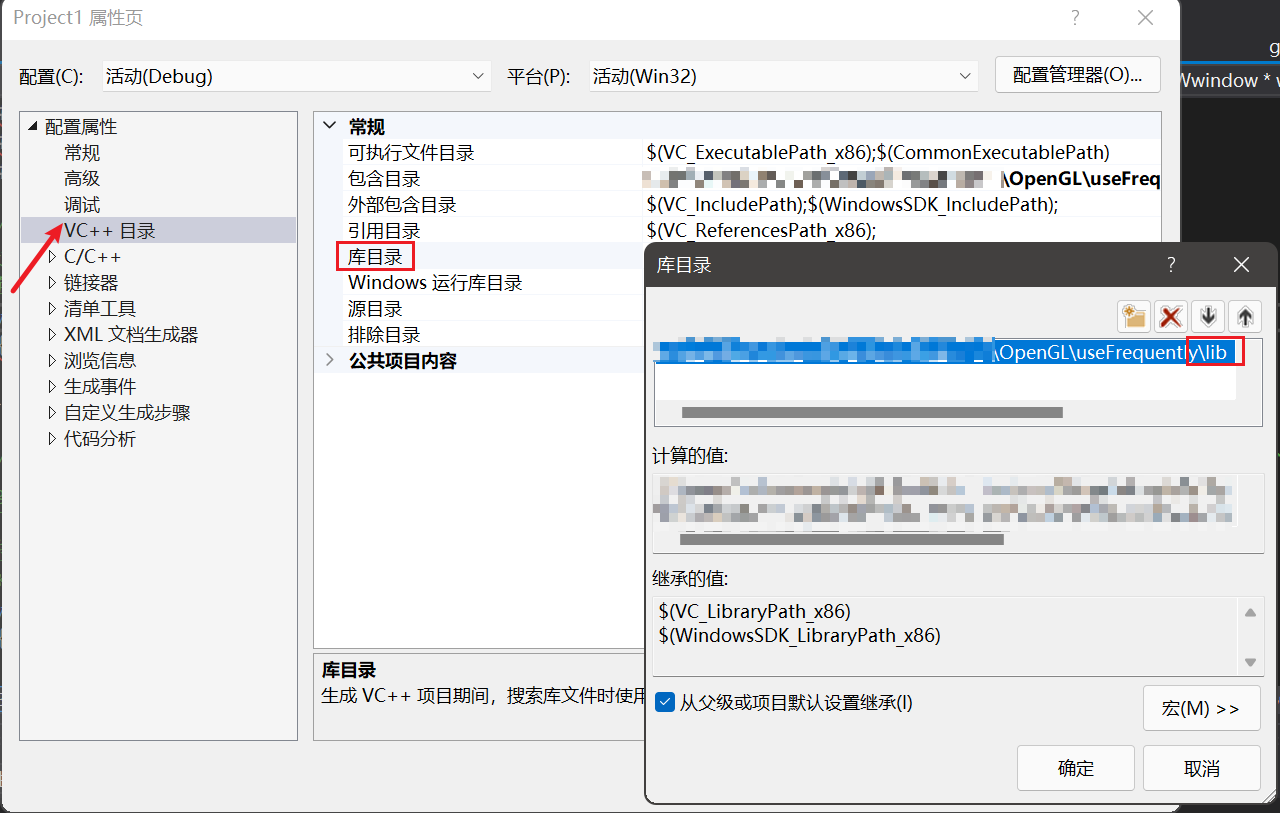 Project1 属性页
?
g
配置(C):
活动(Debug)
平台(P):
活动(Win32)
配置管理器(O)...
Wwindow *
配置属性
常规
高级
调试
VC++ 目录
C/C++
链接器
清单工具
XML 文档生成器
浏览信息
生成事件
自定义生成步骤
代码分析
常规
可执行文件目录 $(VC_ExecutablePath_x86);$(CommonExecutablePath)
包含目录 \OpenGL\useFreq
外部包含目录 $(VC_IncludePath);$(WindowsSDK_IncludePath);
引用目录 $(VC_ReferencesPath_x86);
库目录
Windows 运行库目录
源目录
排除目录
公共项目内容
库目录
生成 VC++ 项目期间，搜索库文件时使用
库目录
?
\OpenGL\useFrequently\lib
计算的值:
继承的值:
$(VC_LibraryPath_x86)
$(WindowsSDK_LibraryPath_x86)
从父级或项目默认设置继承(I)
宏(M) >>
确定
取消